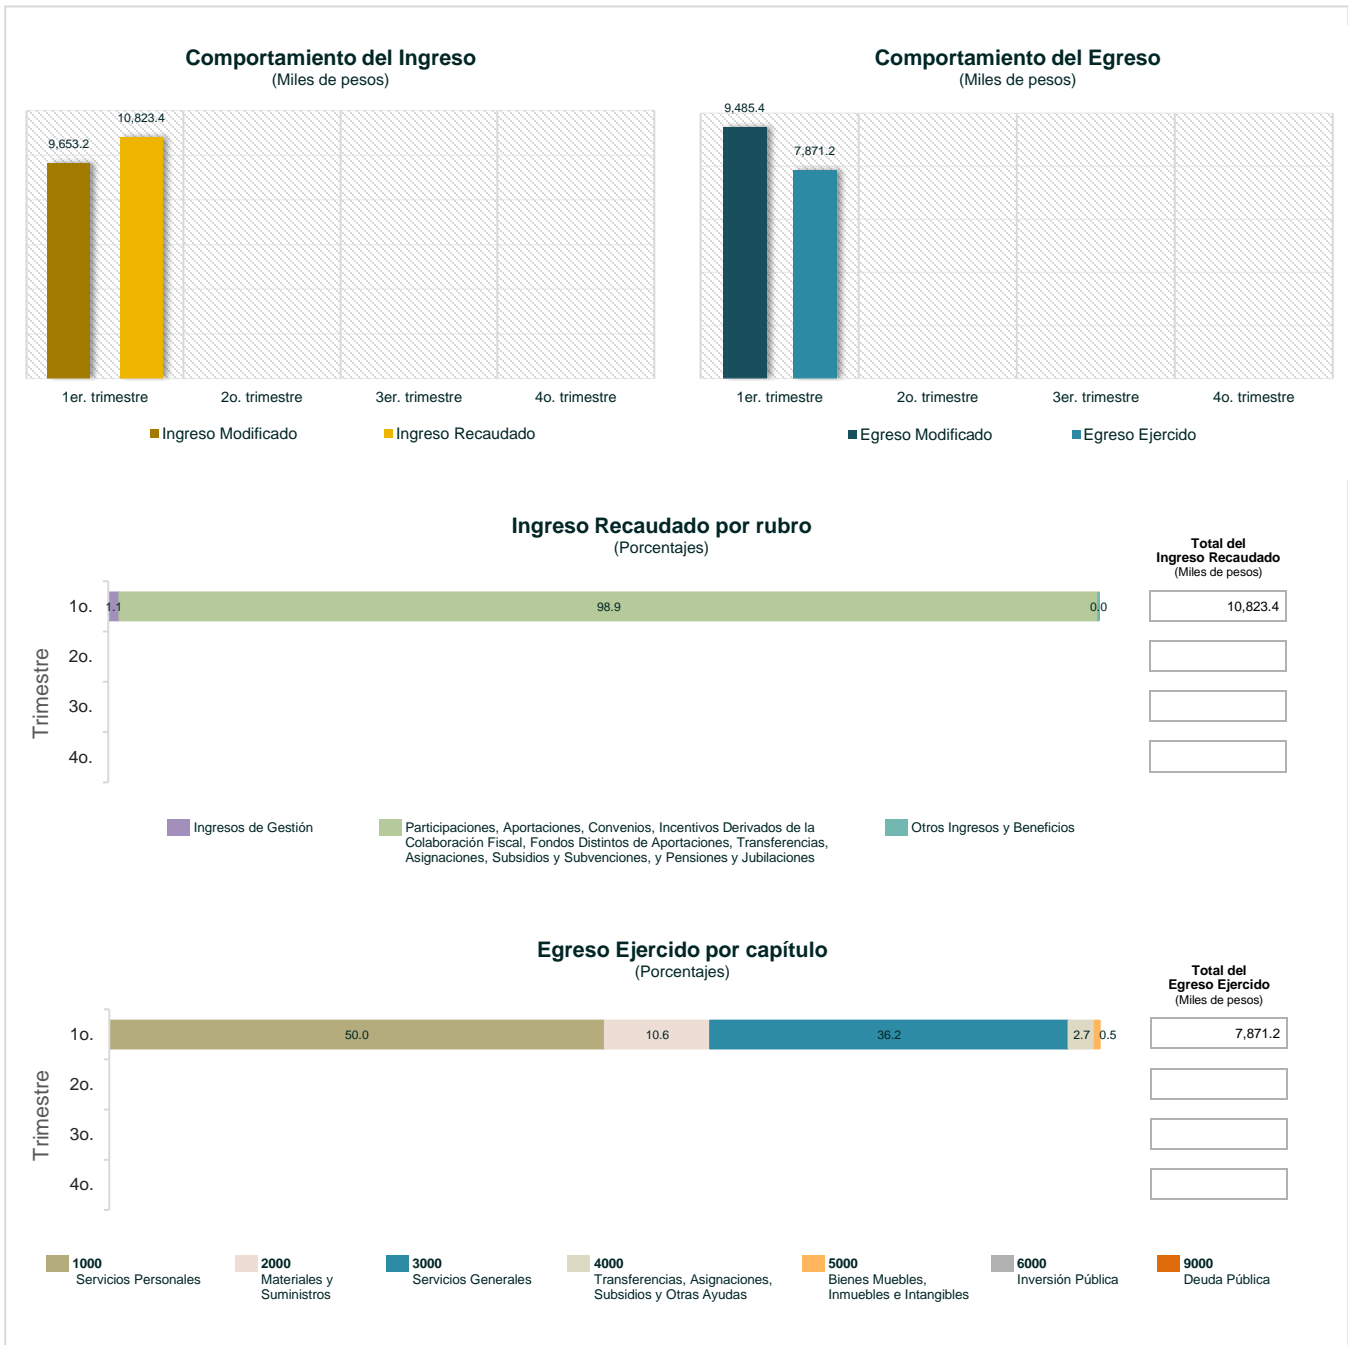 Comportamiento del Ingreso
(Miles de pesos)
9,653.2
10,823.4
1er. trimestre
2o. trimestre
3er. trimestre
4o. trimestre
Ingreso Modificado
Ingreso Recaudado
Comportamiento del Egreso
(Miles de pesos)
9,485.4
7,871.2
1er. trimestre
2o. trimestre
3er. trimestre
4o. trimestre
Egreso Modificado
Egreso Ejercido
Ingreso Recaudado por rubro
(Porcentajes)
Total del
Ingreso Recaudado
(Miles de pesos)
Trimestre
1o.
1.1
98.9
0.0
10,823.4
2o.
3o.
4o.
Ingresos de Gestión
Participaciones, Aportaciones, Convenios, Incentivos Derivados de la
Colaboración Fiscal, Fondos Distintos de Aportaciones, Transferencias,
Asignaciones, Subsidios y Subvenciones, y Pensiones y Jubilaciones
Otros Ingresos y Beneficios
Egreso Ejercido por capítulo
(Porcentajes)
Total del
Egreso Ejercido
(Miles de pesos)
Trimestre
1o.
50.0
10.6
36.2
2.7
0.5
7,871.2
2o.
3o.
4o.
1000
Servicios Personales
2000
Materiales y
Suministros
3000
Servicios Generales
4000
Transferencias, Asignaciones,
Subsidios y Otras Ayudas
5000
Bienes Muebles,
Inmuebles e Intangibles
6000
Inversión Pública
9000
Deuda Pública